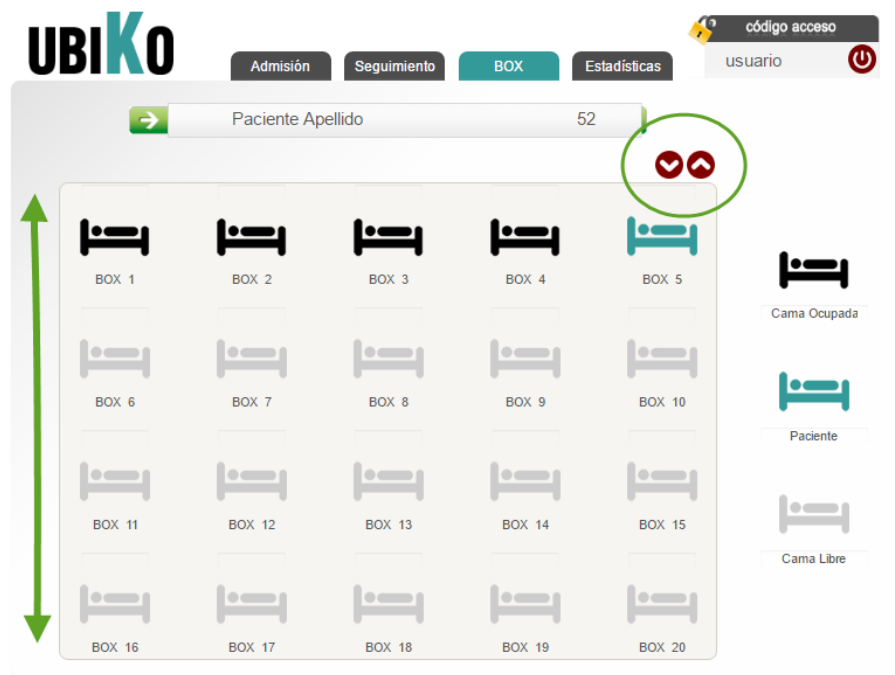 UBIKO
código acceso
usuario
Admisión Seguimiento BOX Estadísticas
Paciente Apellido 52
BOX 1 BOX 2 BOX 3 BOX 4 BOX 5
BOX 6 BOX 7 BOX 8 BOX 9 BOX 10
BOX 11 BOX 12 BOX 13 BOX 14 BOX 15
BOX 16 BOX 17 BOX 18 BOX 19 BOX 20
Cama Ocupada
Paciente
Cama Libre